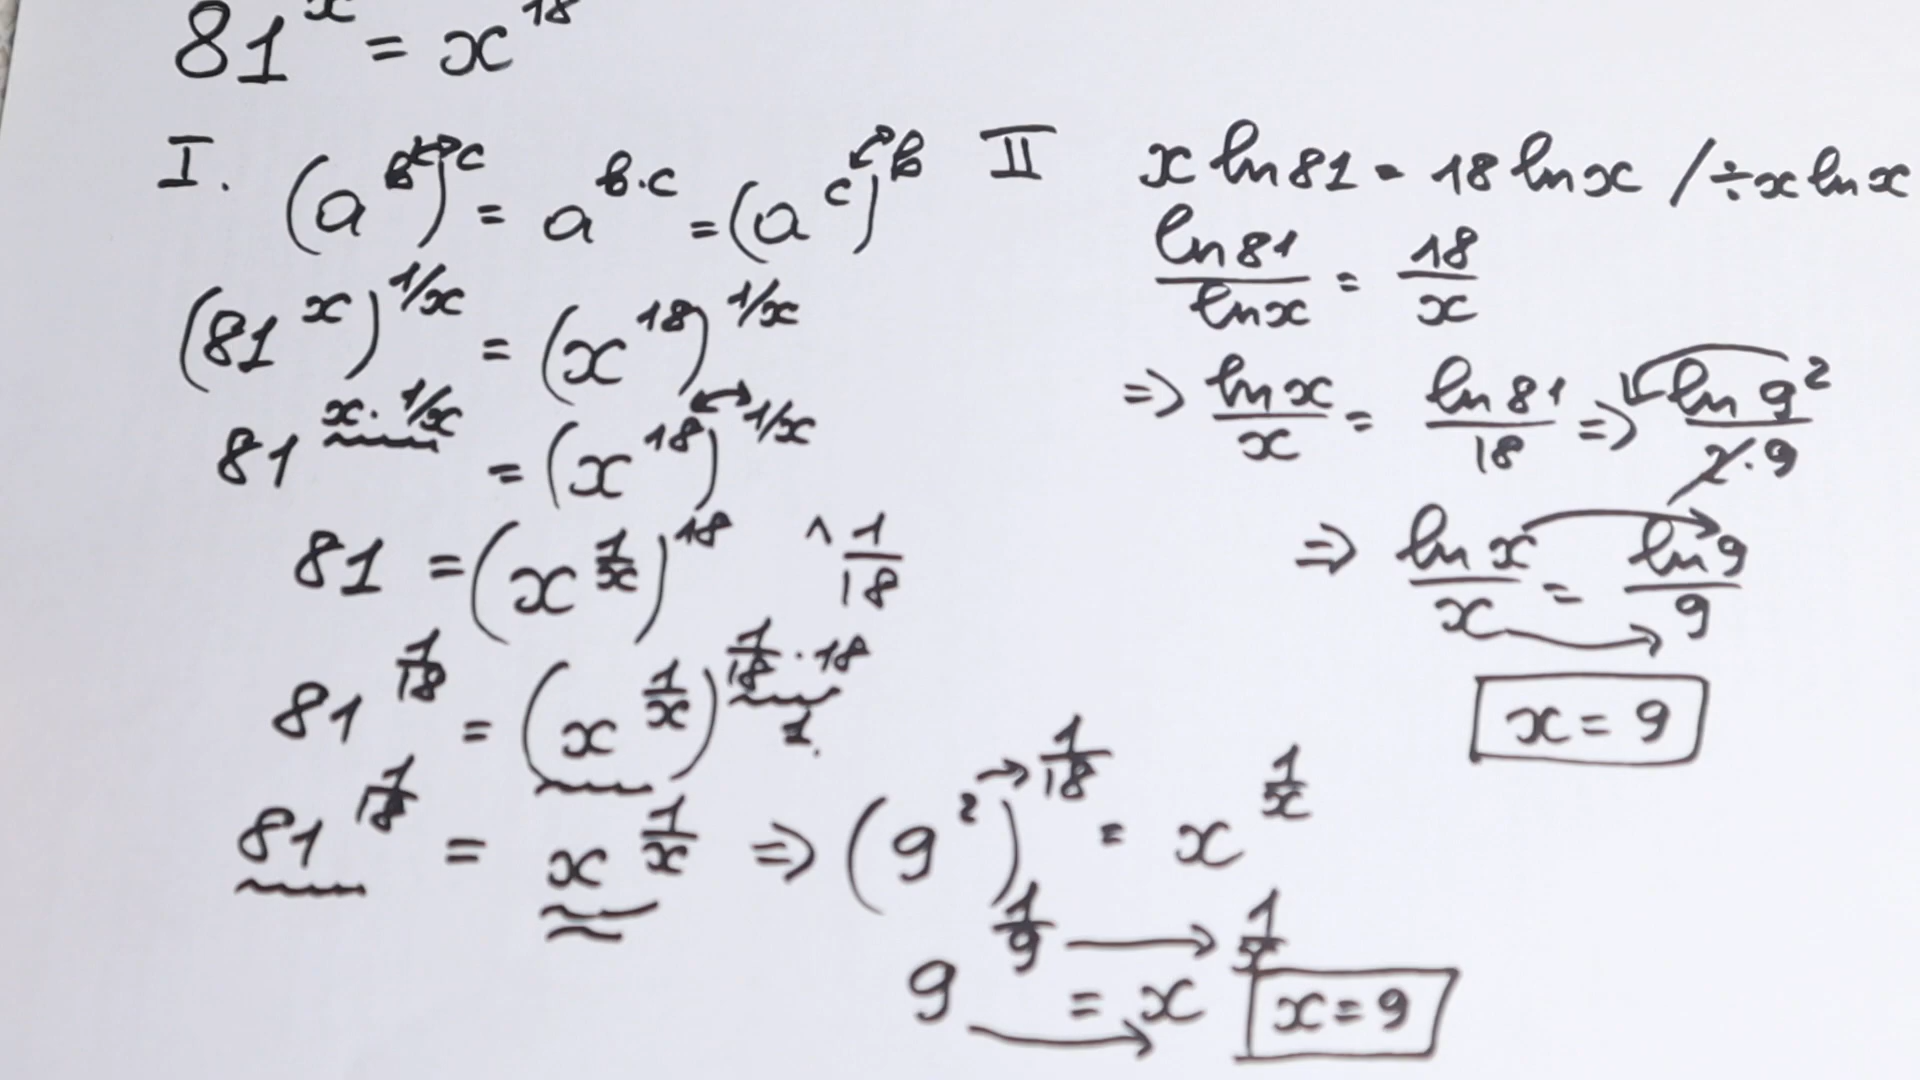 81^x = x^18
I. (a^b)^c = a^(b·c) = (a^c)^b
(81^x)^(1/x) = (x^18)^(1/x)
81^(x·1/x) = (x^18)^(1/x)
81 = (x^(1/x))^18 ^ 1/18
81^(1/18) = (x^(1/x))^(1/18·18) 1.
81^(1/18) = x^(1/x) => (9^2)^(1/18) = x^(1/x)
9^(1/9) = x^(1/x) x = 9
II x ln 81 = 18 ln x / ÷ x ln x
ln 81 / ln x = 18 / x
=> ln x / x = ln 81 / 18 => ln 9^2 / 2·9
=> ln x / x = ln 9 / 9
x = 9